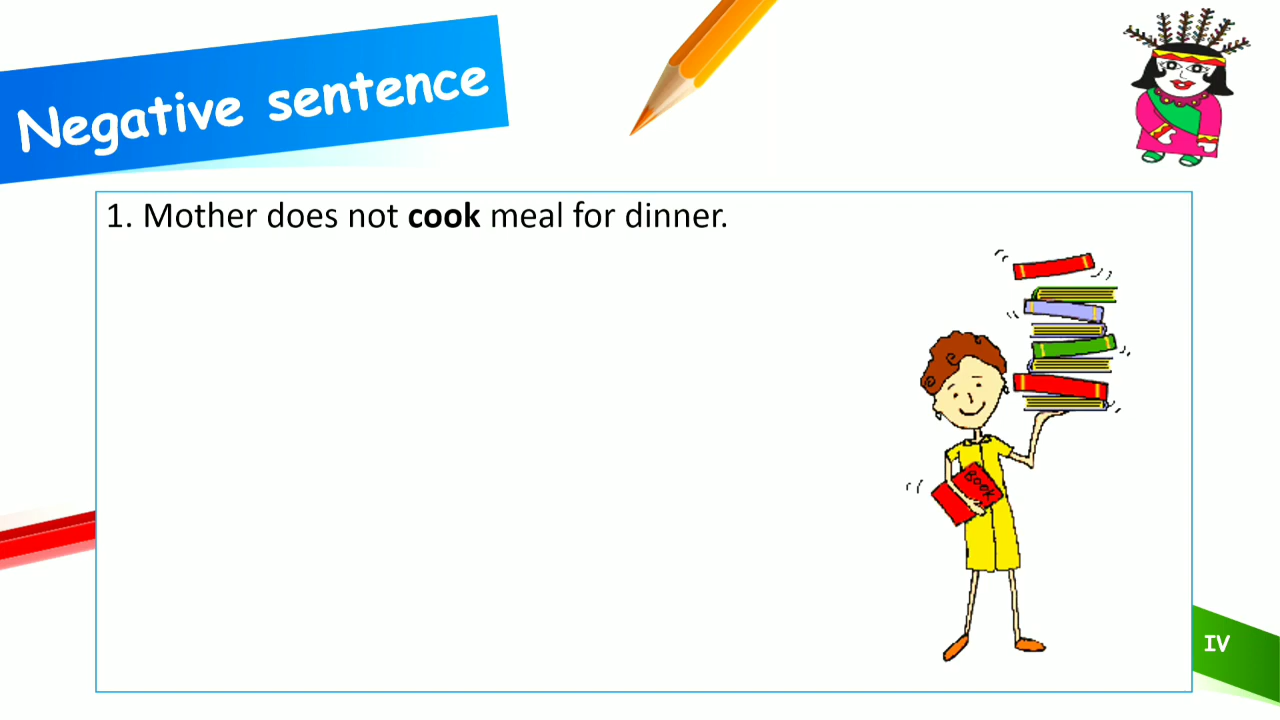 Negative sentence
1. Mother does not cook meal for dinner.
BOOK
IV